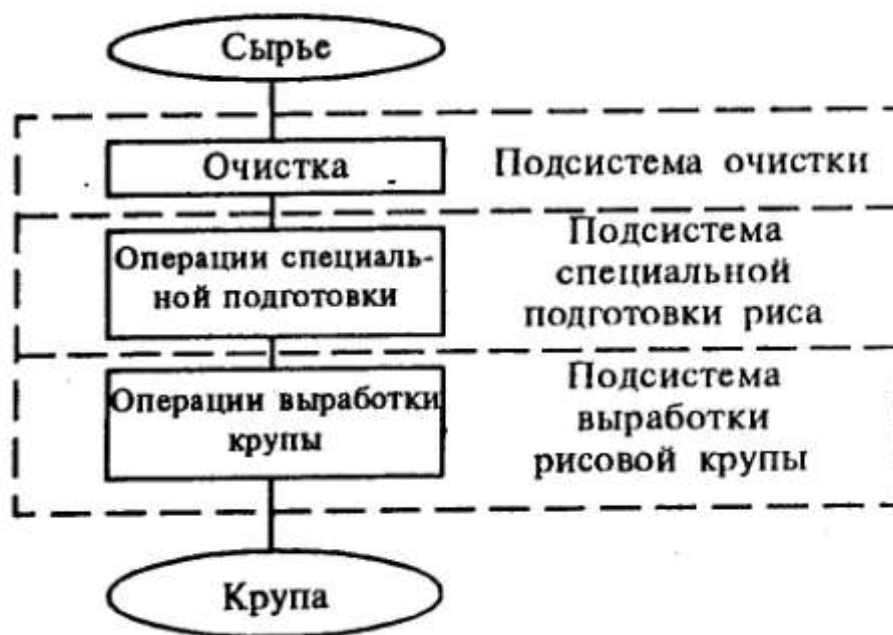 Сырье
Очистка
Подсистема очистки
Операции специаль-
ной подготовки
Подсистема
специальной
подготовки риса
Операции выработки
крупы
Подсистема
выработки
рисовой крупы
Крупа